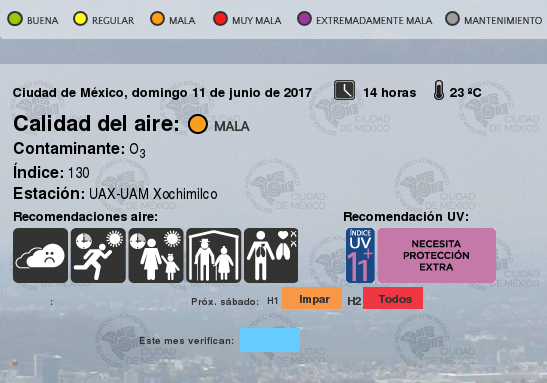 BUENA REGULAR MALA MUY MALA EXTREMADAMENTE MALA MANTENIMIENTO
Ciudad de México, domingo 11 de junio de 2017 14 horas 23 ºC
Calidad del aire: MALA
Contaminante: O3
Índice: 130
Estación: UAX-UAM Xochimilco
Recomendaciones aire: Recomendación UV:
ÍNDICE
UV
11+
NECESITA
PROTECCIÓN
EXTRA
: Próx. sábado: H1 Impar H2 Todos
Este mes verifican:
CIUDAD
DE MÉXICO